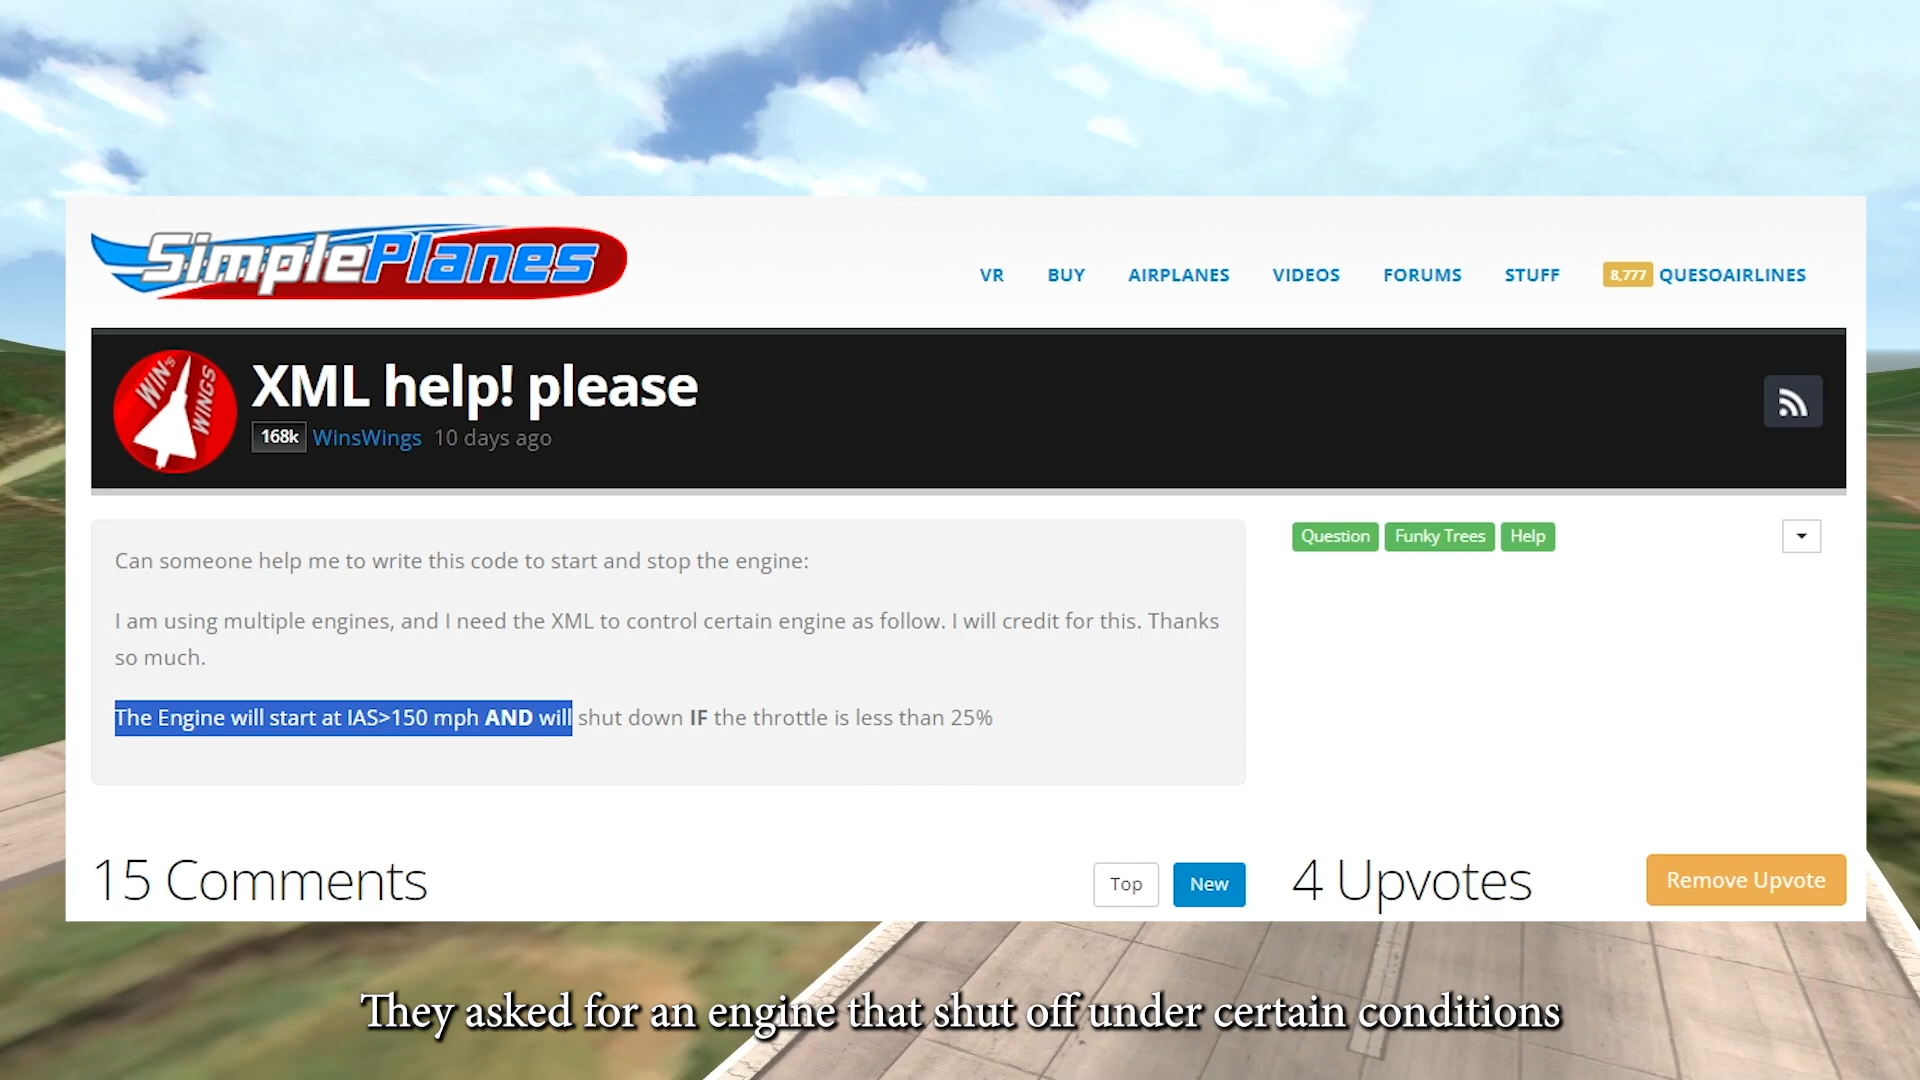 SimplePlanes
VR BUY AIRPLANES VIDEOS FORUMS STUFF 8,777 QUESOAIRLINES
WIN's WINGS
XML help! please
168k WinsWings 10 days ago
Can someone help me to write this code to start and stop the engine:
I am using multiple engines, and I need the XML to control certain engine as follow. I will credit for this. Thanks
so much.
The Engine will start at IAS>150 mph AND will shut down IF the throttle is less than 25%
Question Funky Trees Help
15 Comments
Top New
4 Upvotes
Remove Upvote
They asked for an engine that shut off under certain conditions